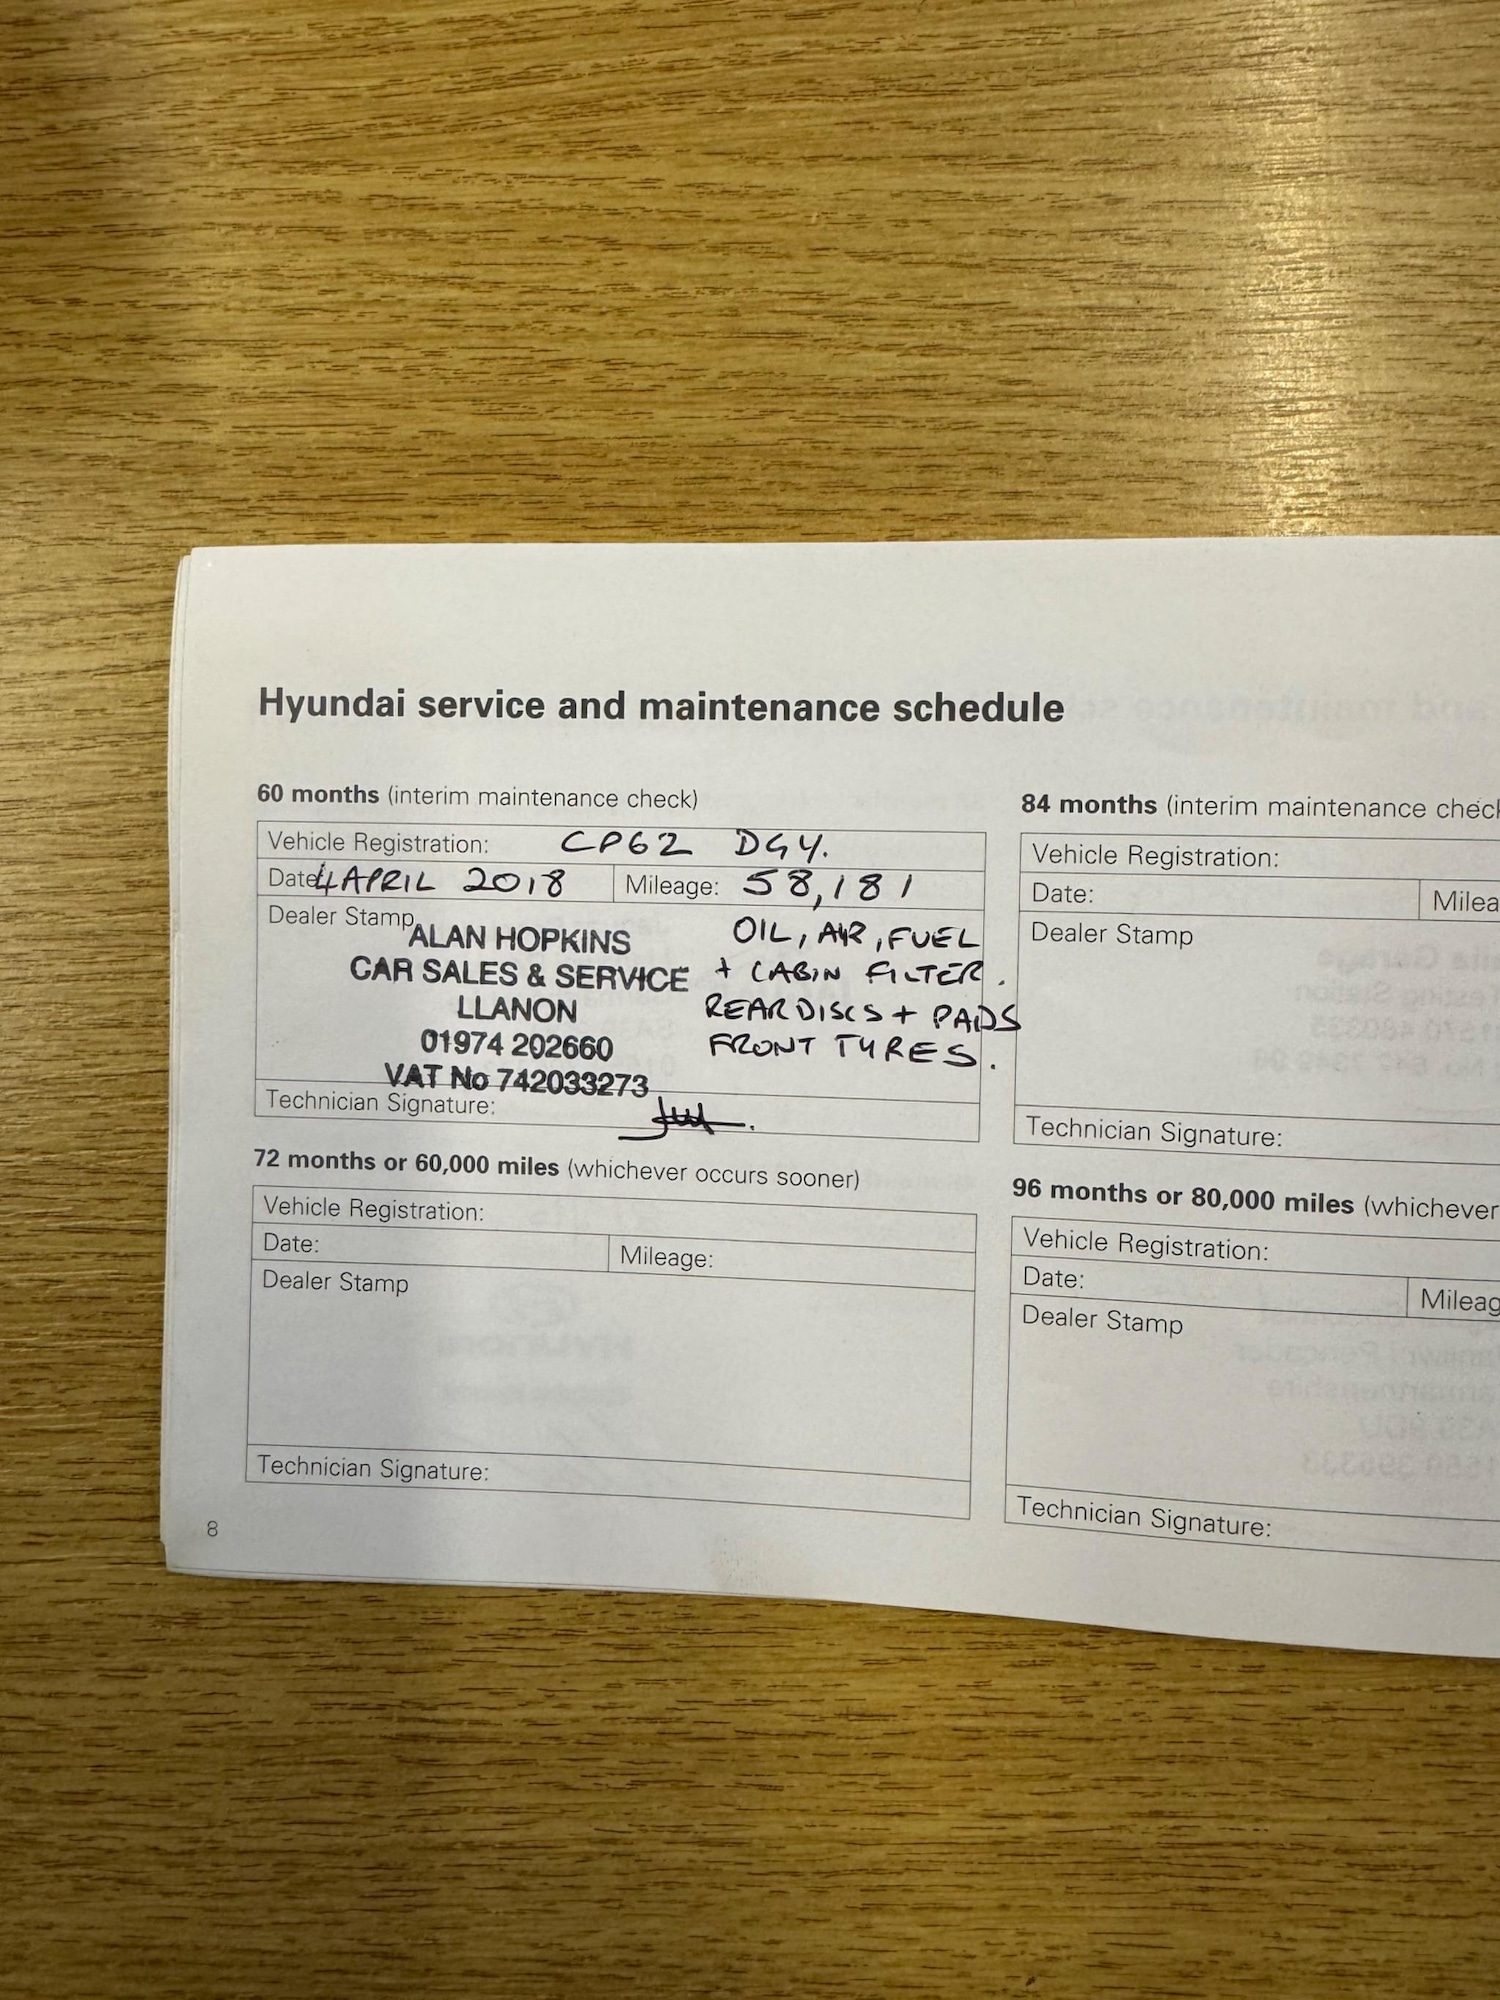 Hyundai service and maintenance schedule
60 months (interim maintenance check)
Vehicle Registration: CP62 DGY.
Date: 4 APRIL 2018 Mileage: 58,181
Dealer Stamp
ALAN HOPKINS
CAR SALES & SERVICE
LLANON
01974 202660
VAT No 742033273
OIL, AIR, FUEL
+ CABIN FILTER.
REAR DISCS + PADS
FRONT TYRES.
Technician Signature:
72 months or 60,000 miles (whichever occurs sooner)
Vehicle Registration:
Date: Mileage:
Dealer Stamp
Technician Signature:
8
84 months (interim maintenance check
Vehicle Registration:
Date: Milea
Dealer Stamp
Technician Signature:
96 months or 80,000 miles (whichever
Vehicle Registration:
Date: Mileag
Dealer Stamp
Technician Signature: